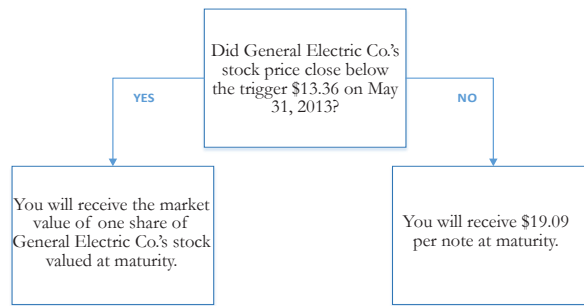 Did General Electric Co.'s
stock price close below
the trigger $13.36 on May
31, 2013?
YES
NO
You will receive the market
value of one share of
General Electric Co.'s stock
valued at maturity.
You will receive $19.09
per note at maturity.